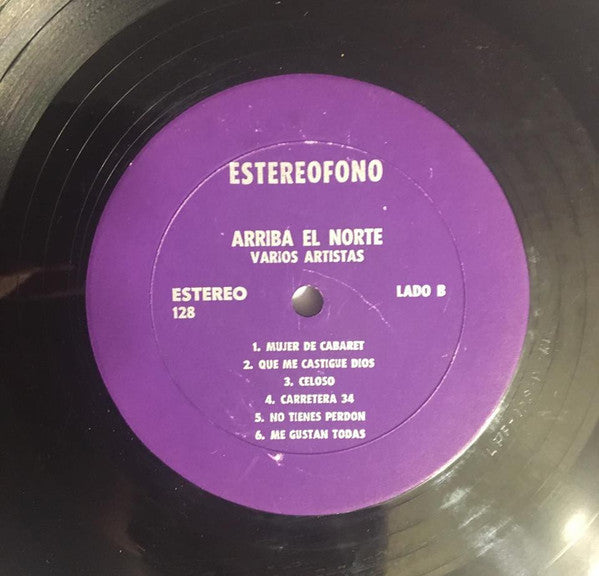 ESTEREOFONO
ARRIBA EL NORTE
VARIOS ARTISTAS
ESTEREO
128
LADO B
1. MUJER DE CABARET
2. QUE ME CASTIGUE DIOS
3. CELOSO
4. CARRETERA 34
5. NO TIENES PERDON
6. ME GUSTAN TODAS